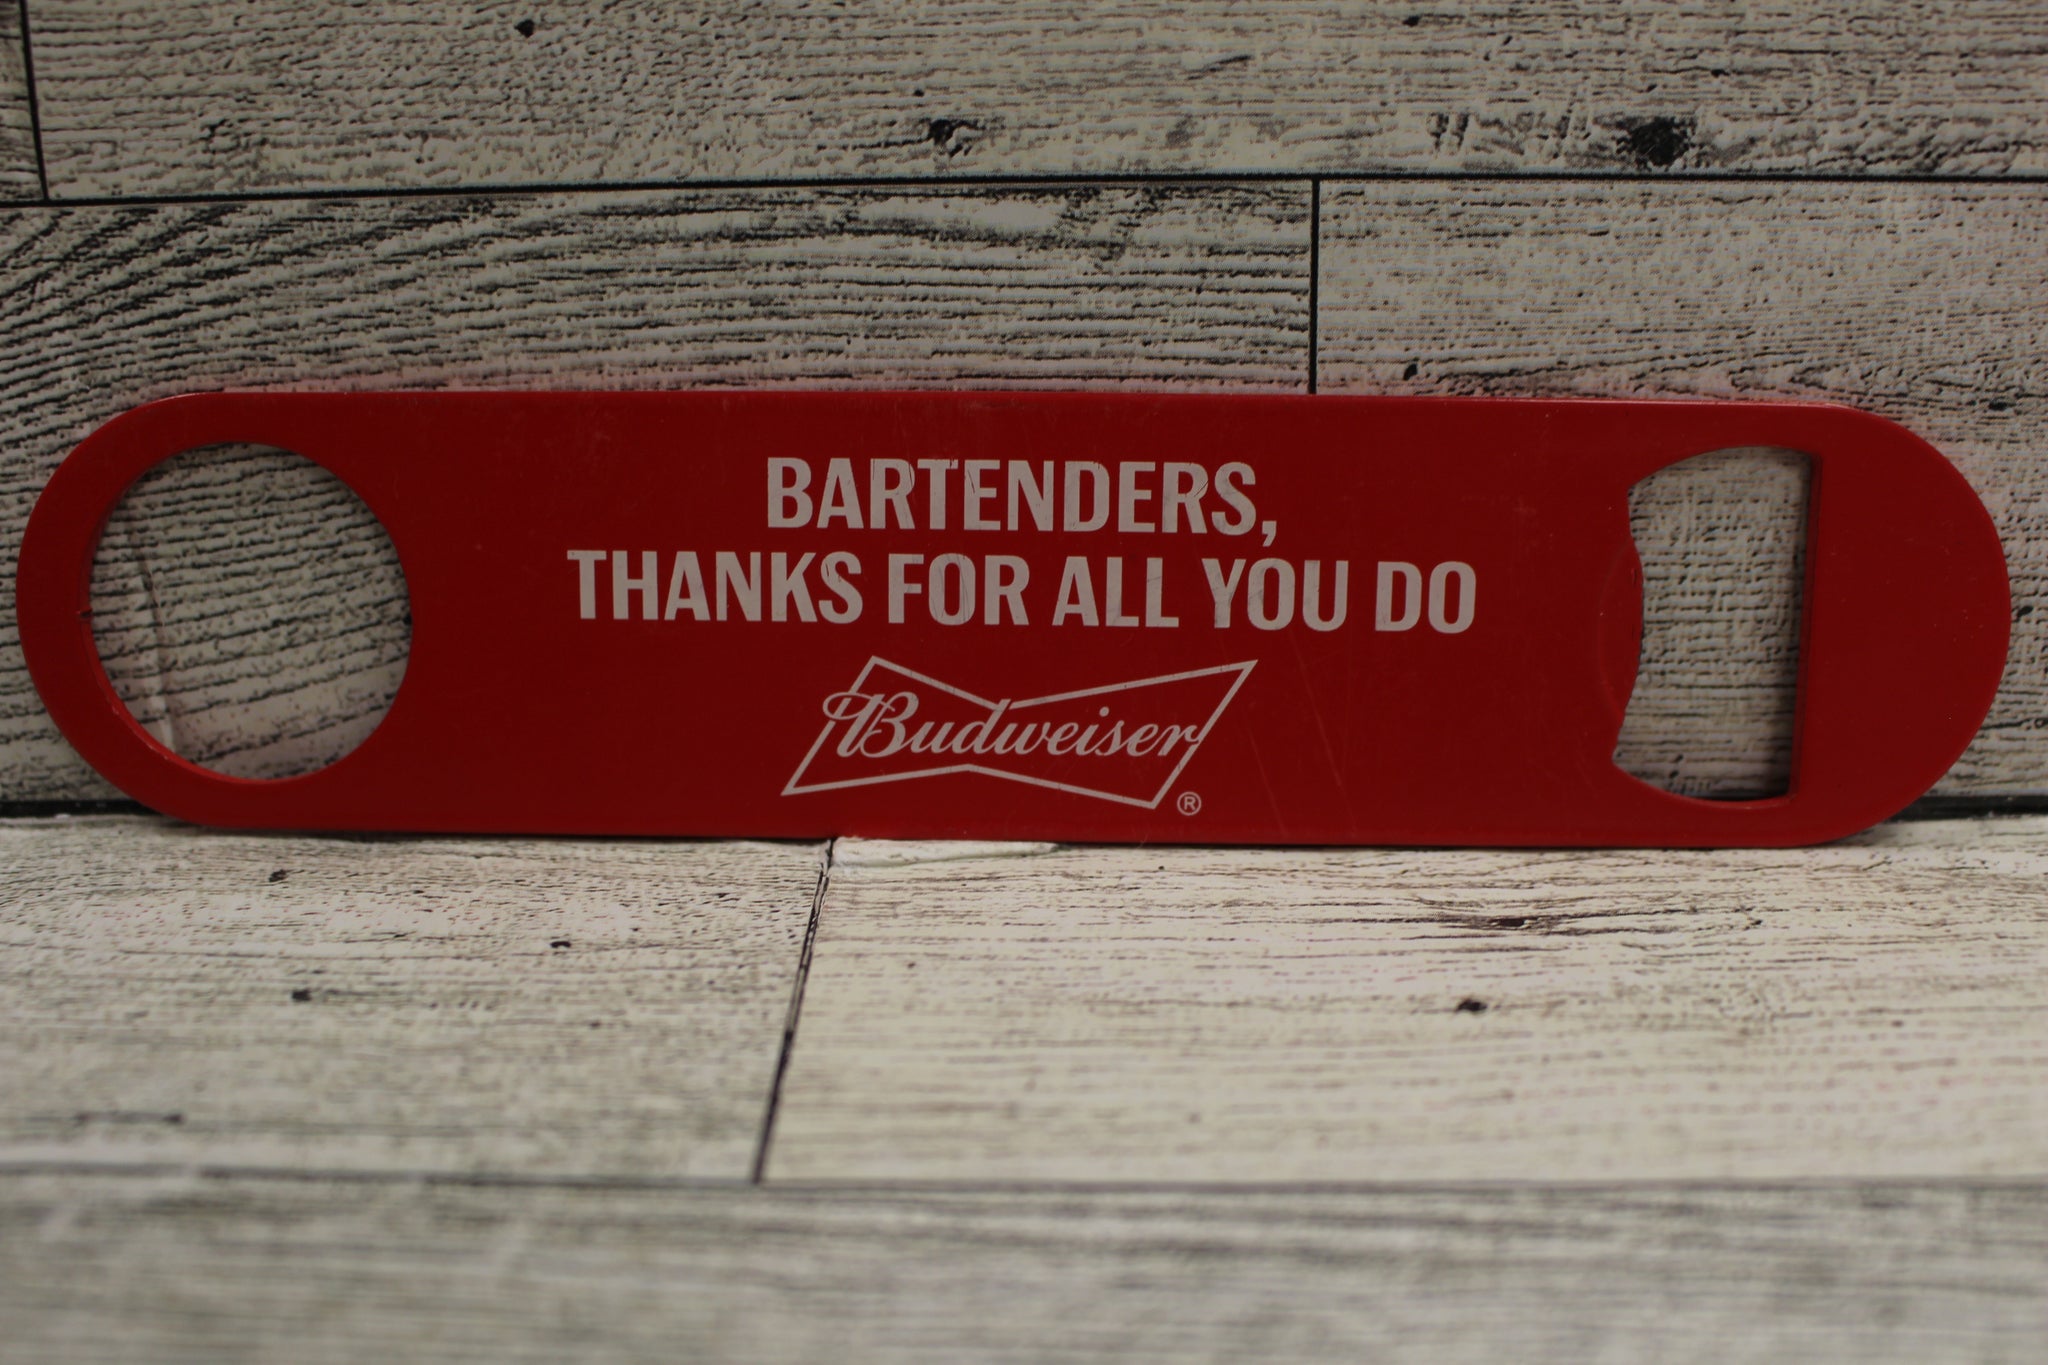 BARTENDERS,
THANKS FOR ALL YOU DO
Budweiser
®